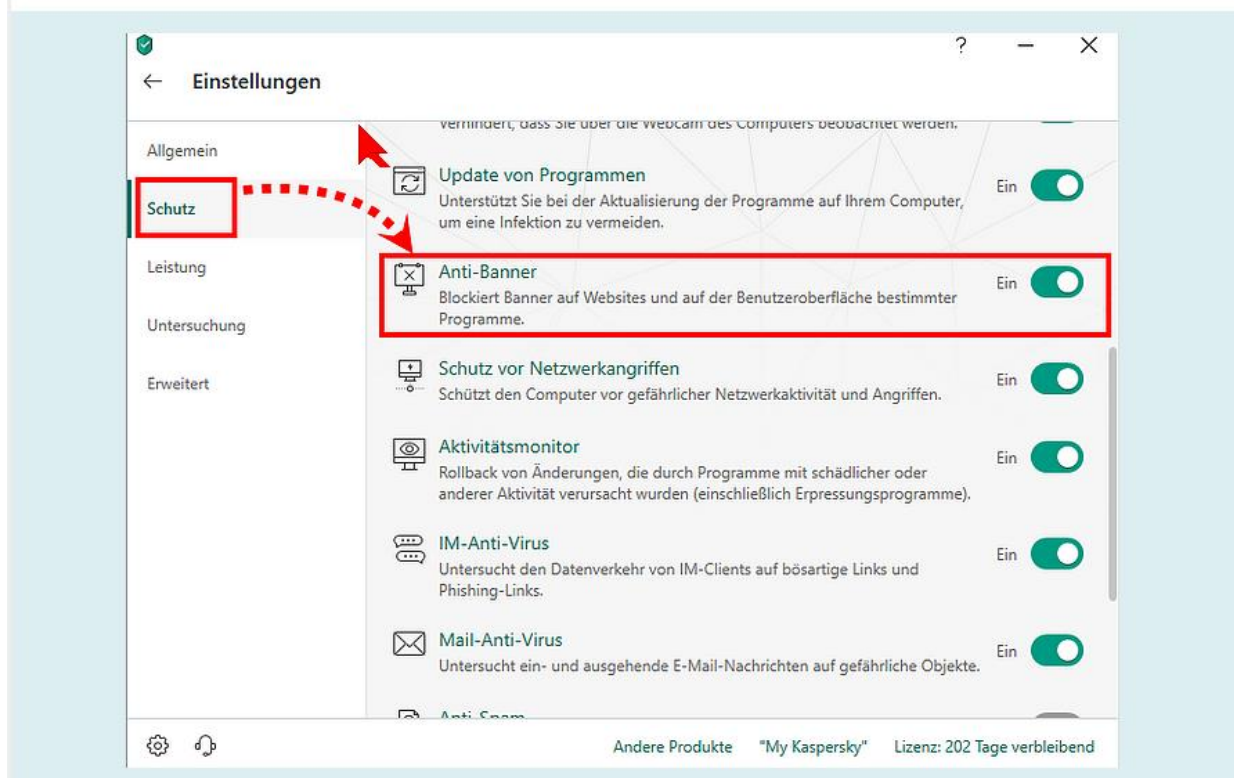 ?
Einstellungen
Allgemein
Schutz
Leistung
Untersuchung
Erweitert
Verhindert, dass Sie über die Webcam des Computers beobachtet werden.
Update von Programmen
Ein
Unterstützt Sie bei der Aktualisierung der Programme auf Ihrem Computer,
um eine Infektion zu vermeiden.
Anti-Banner
Ein
Blockiert Banner auf Websites und auf der Benutzeroberfläche bestimmter
Programme.
Schutz vor Netzwerkangriffen
Ein
Schützt den Computer vor gefährlicher Netzwerkaktivität und Angriffen.
Aktivitätsmonitor
Ein
Rollback von Änderungen, die durch Programme mit schädlicher oder
anderer Aktivität verursacht wurden (einschließlich Erpressungsprogramme).
IM-Anti-Virus
Ein
Untersucht den Datenverkehr von IM-Clients auf bösartige Links und
Phishing-Links.
Mail-Anti-Virus
Ein
Untersucht ein- und ausgehende E-Mail-Nachrichten auf gefährliche Objekte.
Anti-Spam
Andere Produkte "My Kaspersky" Lizenz: 202 Tage verbleibend